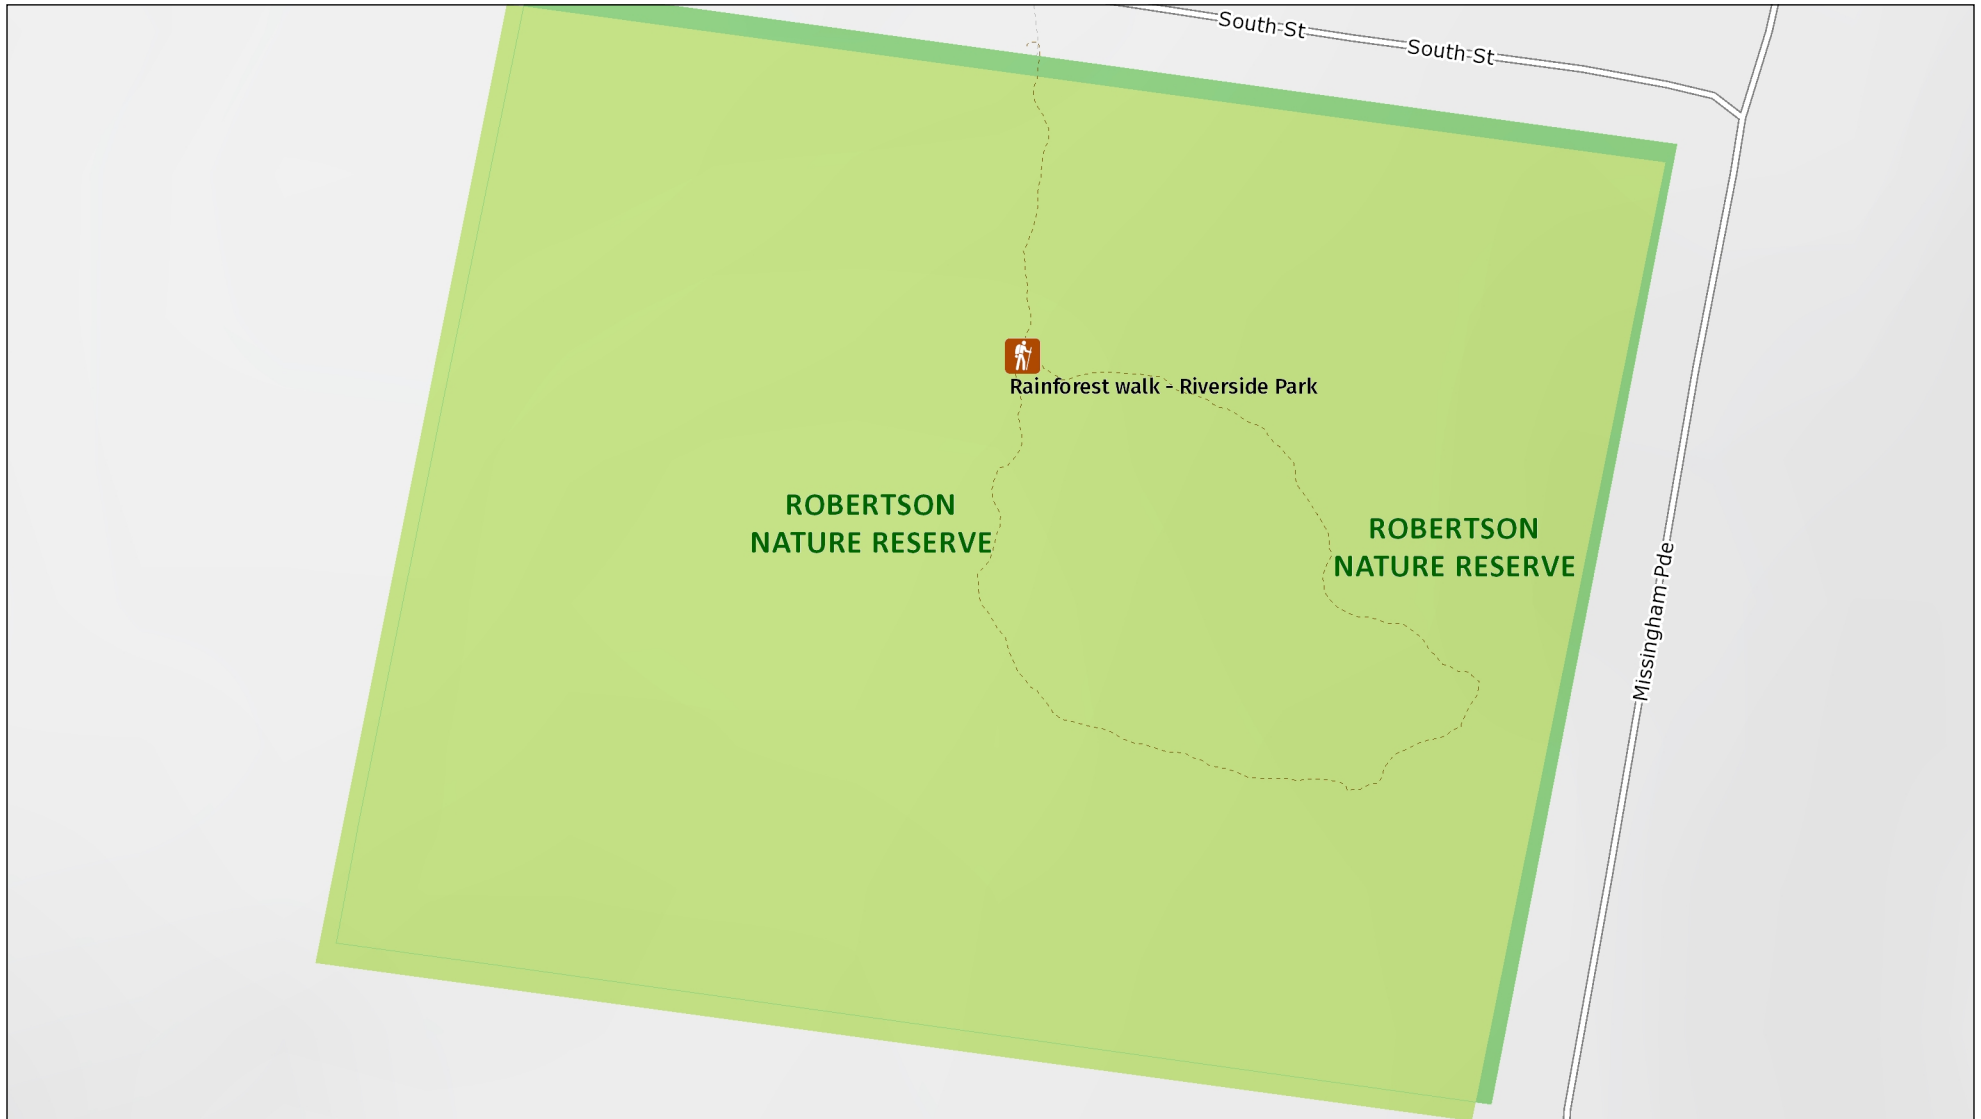 South St
South St
Rainforest walk - Riverside Park
ROBERTSON
NATURE RESERVE
ROBERTSON
NATURE RESERVE
Missingham Pde